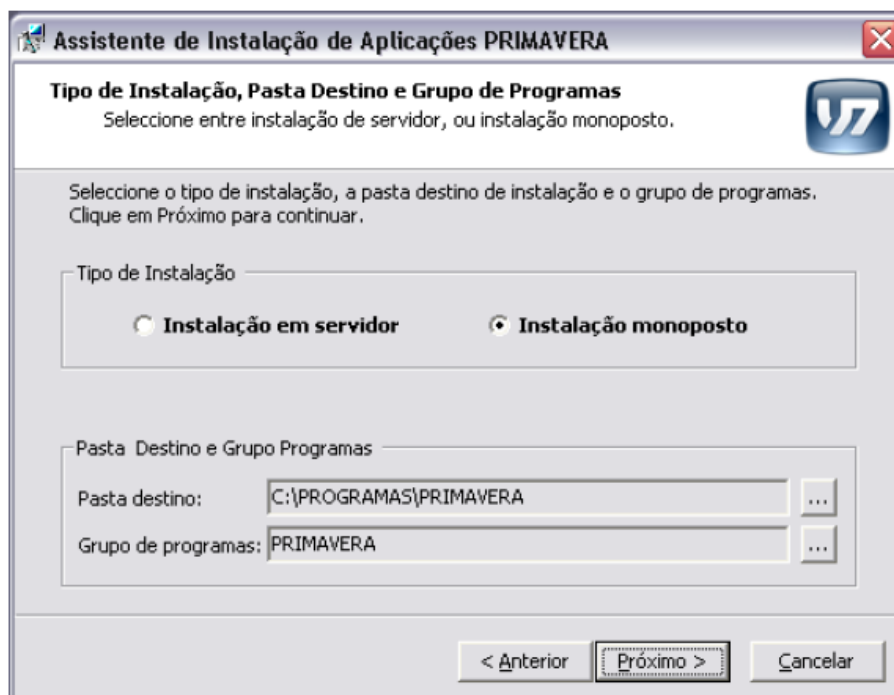 Assistente de Instalação de Aplicações PRIMAVERA
Tipo de Instalação, Pasta Destino e Grupo de Programas
Seleccione entre instalação de servidor, ou instalação monoposto.
Seleccione o tipo de instalação, a pasta destino de instalação e o grupo de programas.
Clique em Próximo para continuar.
Tipo de Instalação
Instalação em servidor
Instalação monoposto
Pasta Destino e Grupo Programas
Pasta destino: C:\PROGRAMAS\PRIMAVERA ...
Grupo de programas: PRIMAVERA ...
< Anterior Próximo > Cancelar